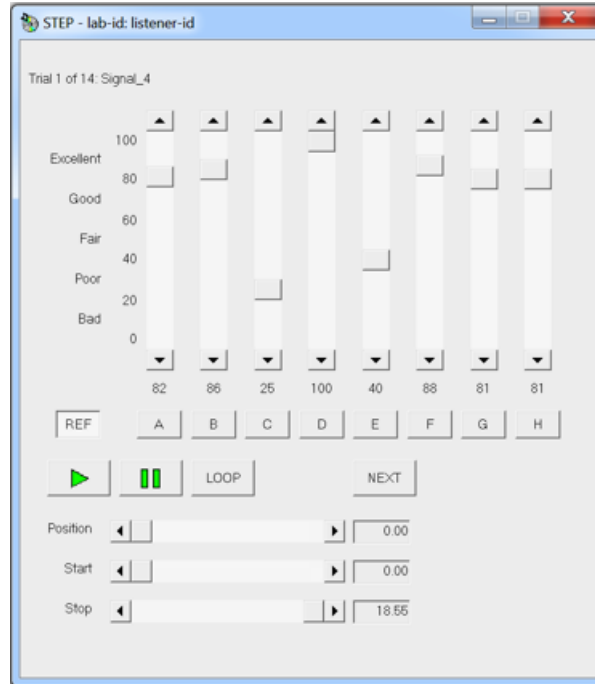 STEP - lab-id: listener-id
Trial 1 of 14: Signal_4
100
Excellent
80
Good
60
Fair
40
Poor
20
Bad
0
82 86 25 100 40 88 81 81
REF A B C D E F G H
LOOP NEXT
Position 0.00
Start 0.00
Stop 18.55